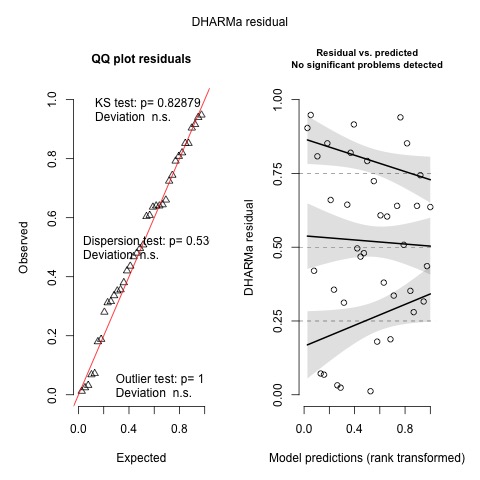 DHARMa residual
QQ plot residuals
KS test: p= 0.82879
Deviation n.s.
Dispersion test: p= 0.53
Deviation n.s.
Outlier test: p= 1
Deviation n.s.
Observed
0.0 0.2 0.4 0.6 0.8 1.0
0.0 0.4 0.8
Expected
Residual vs. predicted
No significant problems detected
DHARMa residual
0.00 0.25 0.50 0.75 1.00
0.0 0.4 0.8
Model predictions (rank transformed)